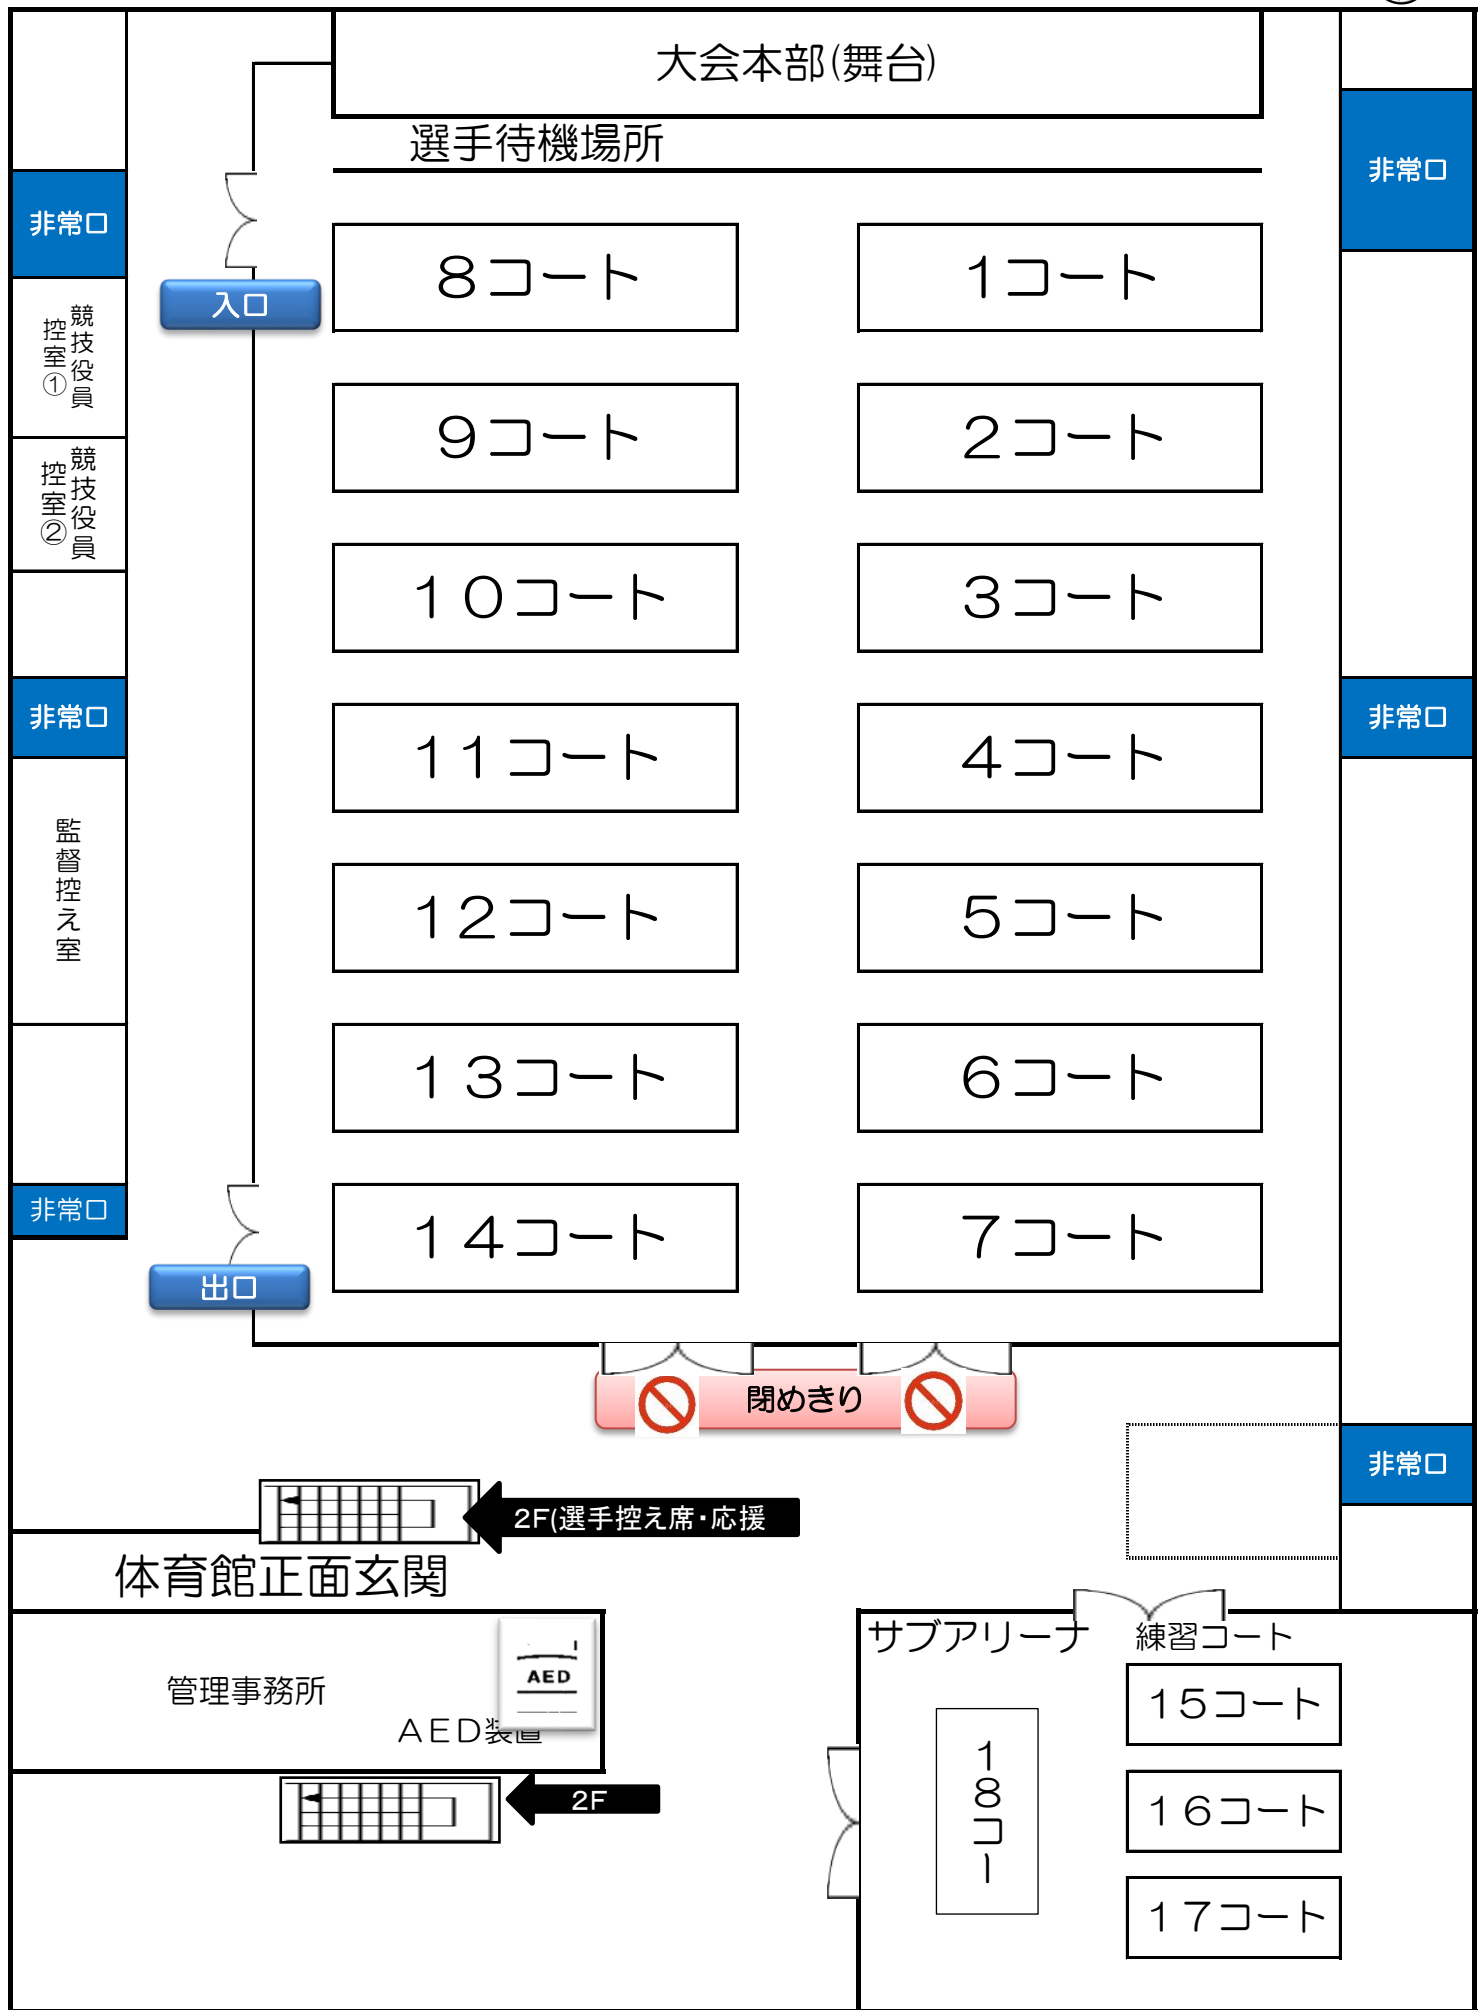 大会本部(舞台)
選手待機場所
非常口
非常口
入口
8コート
1コート
競技役員
控室①
9コート
2コート
競技役員
控室②
10コート
3コート
非常口
11コート
4コート
非常口
監督控え室
12コート
5コート
13コート
6コート
非常口
14コート
7コート
出口
閉めきり
非常口
2F(選手控え席・応援
体育館正面玄関
サブアリーナ 練習コート
管理事務所
AED
AED装置
15コート
2F
18コー
16コート
17コート